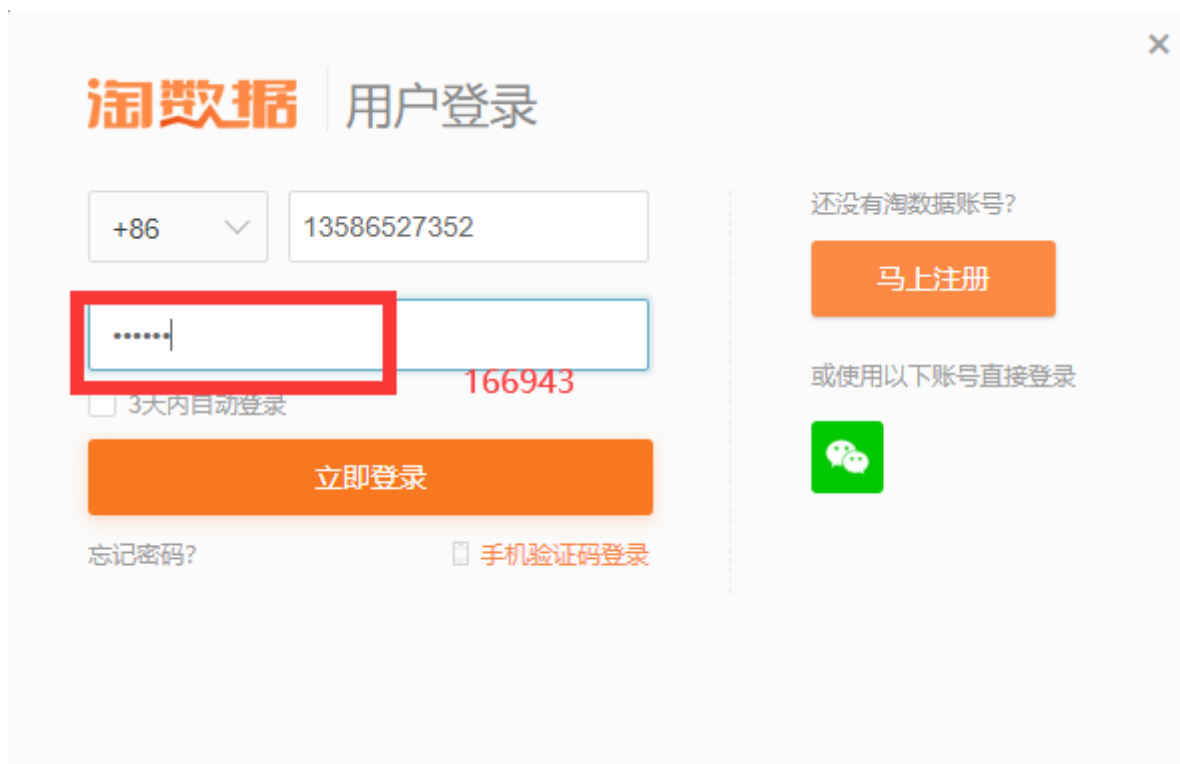 淘数据 用户登录
+86 13586527352
••••••
166943
3天内自动登录
立即登录
忘记密码? 手机验证码登录
还没有淘数据账号?
马上注册
或使用以下账号直接登录